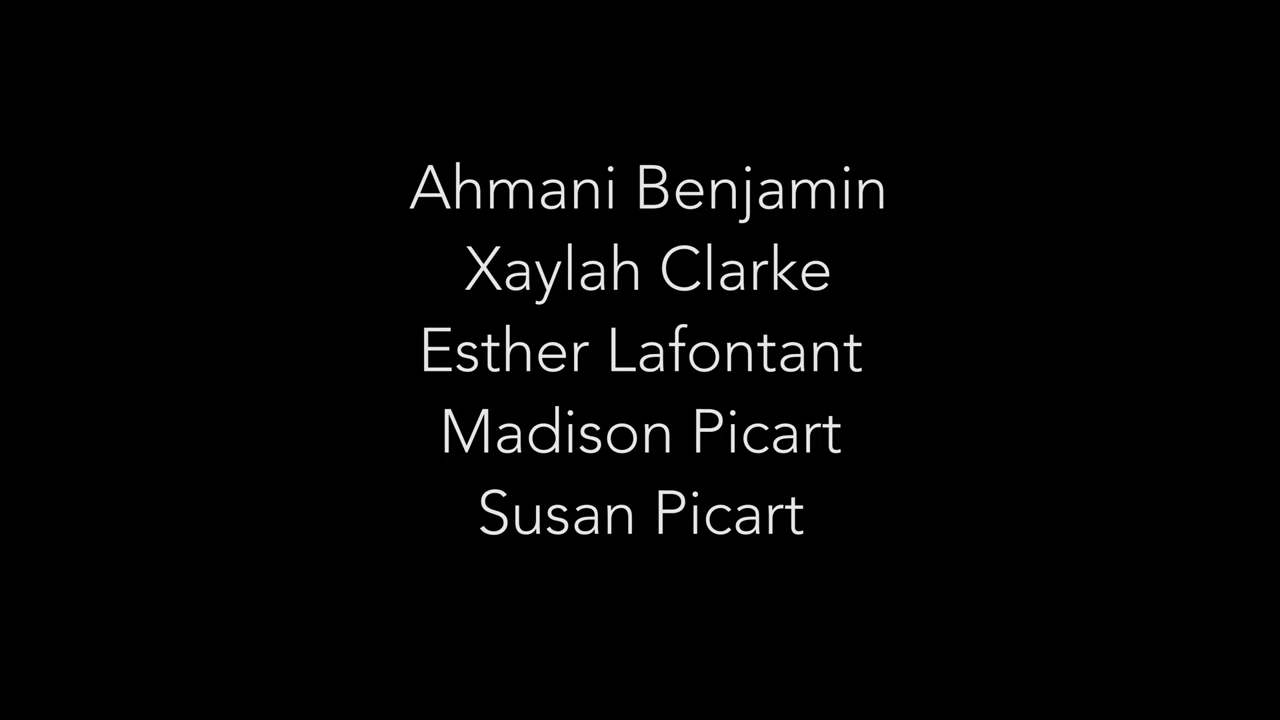 Ahmani Benjamin
Xaylah Clarke
Esther Lafontant
Madison Picart
Susan Picart